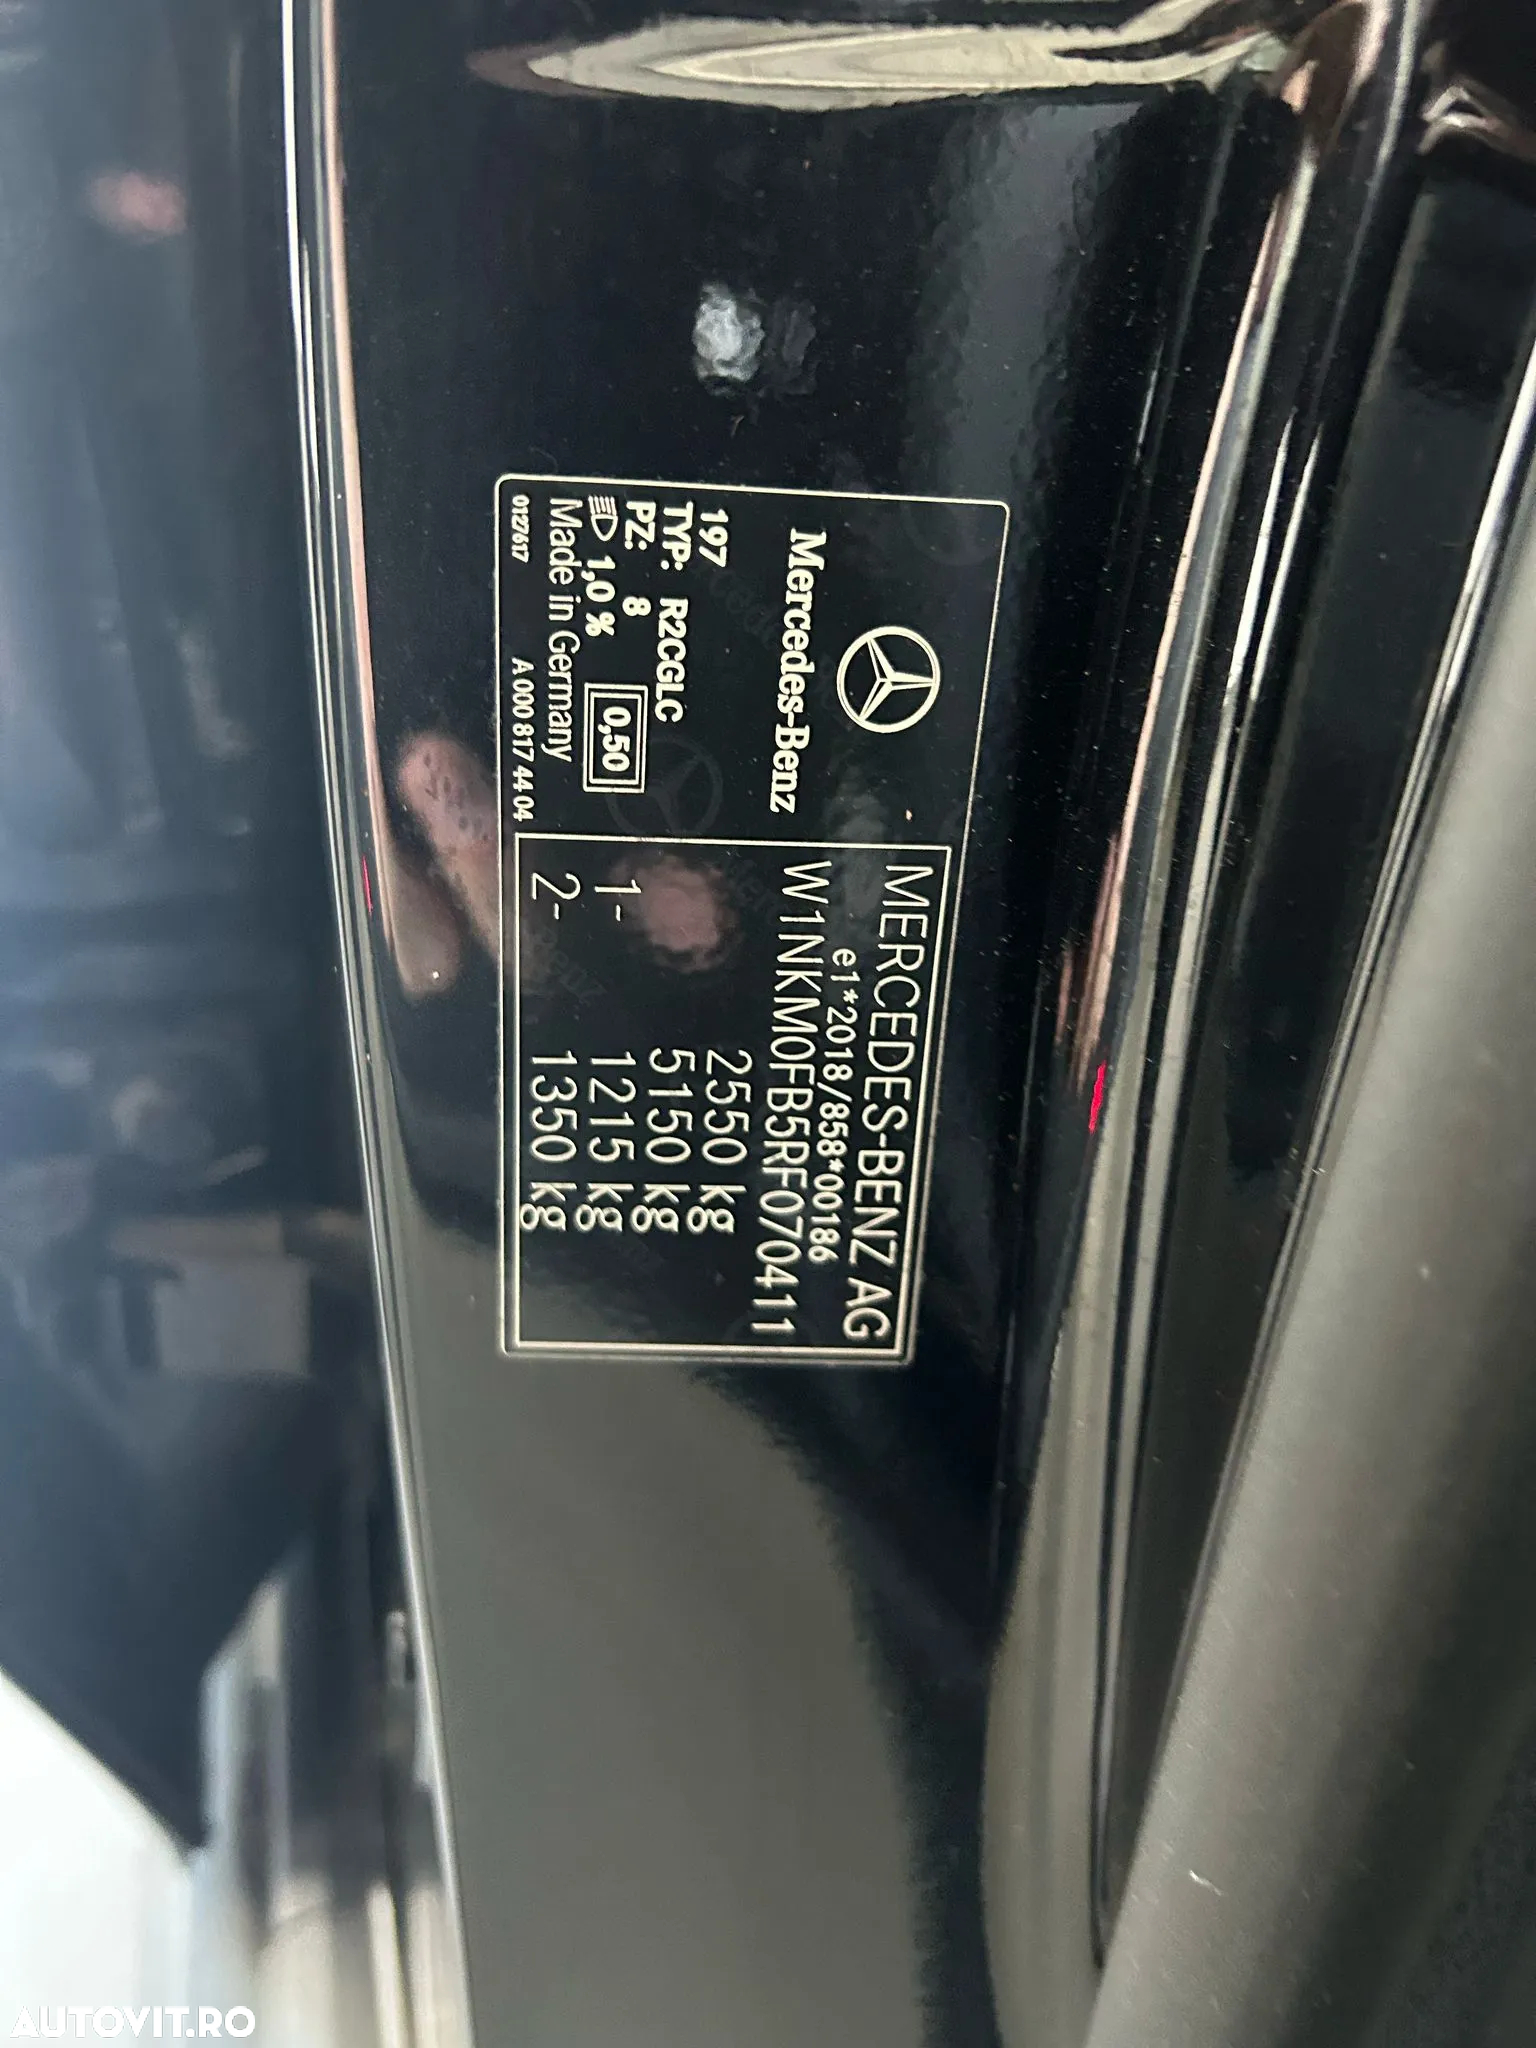 Mercedes-Benz
197
TYP: R2CGLC
PZ: 8
1,0 % 0,50
Made in Germany
0127617 A 000 817 44 04
MERCEDES-BENZ AG
e1*2018/858*00186
W1NKM0FB5RF070411
2550 kg
5150 kg
1- 1215 kg
2- 1350 kg
AUTOVIT.RO